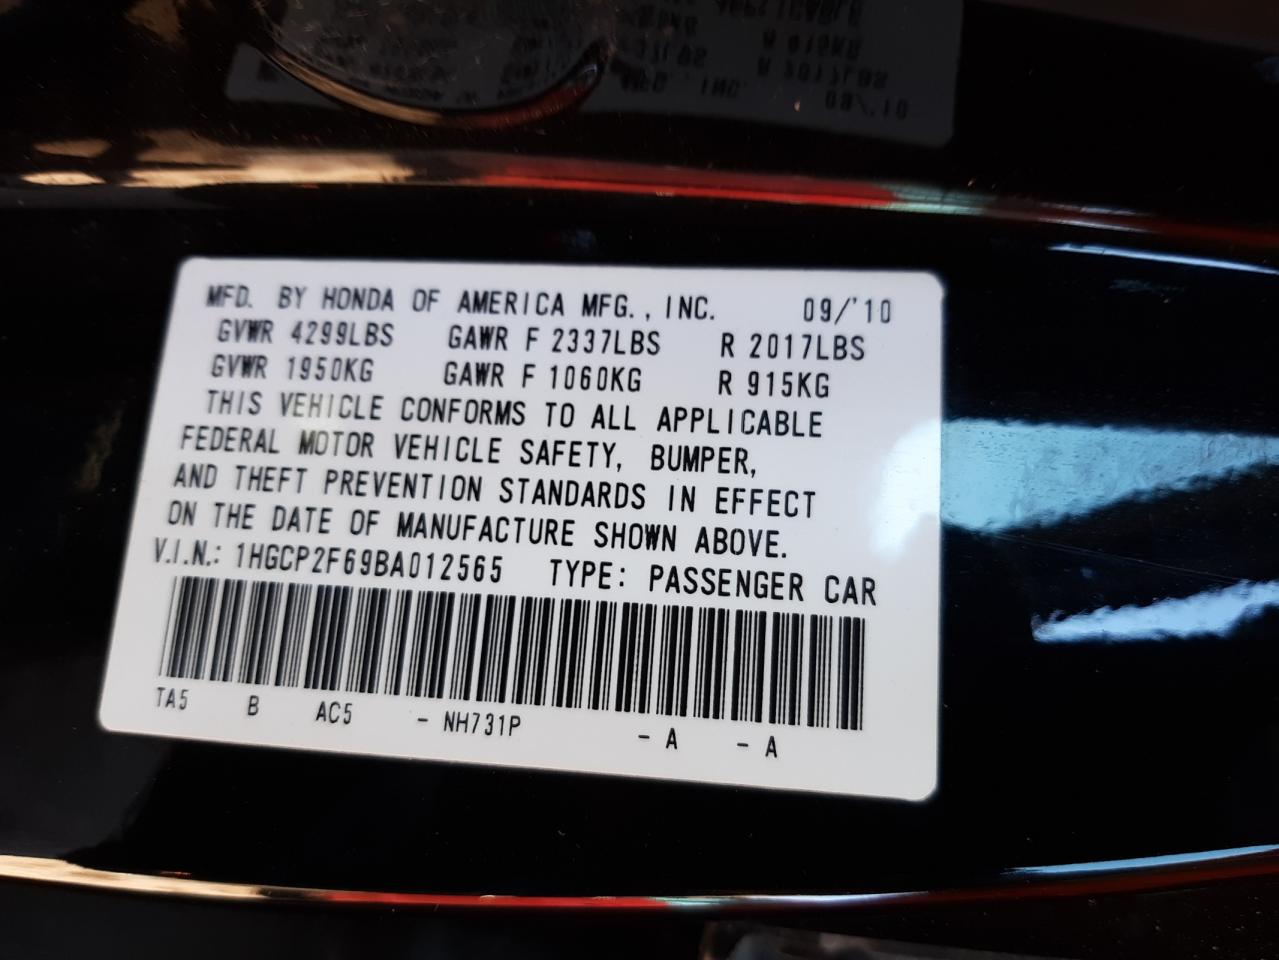 MFD. BY HONDA OF AMERICA MFG., INC. 09/'10
GVWR 4299LBS GAWR F 2337LBS R 2017LBS
GVWR 1950KG GAWR F 1060KG R 915KG
THIS VEHICLE CONFORMS TO ALL APPLICABLE
FEDERAL MOTOR VEHICLE SAFETY, BUMPER,
AND THEFT PREVENTION STANDARDS IN EFFECT
ON THE DATE OF MANUFACTURE SHOWN ABOVE.
V.I.N.: 1HGCP2F69BA012565 TYPE: PASSENGER CAR
TA5 B AC5 - NH731P - A - A